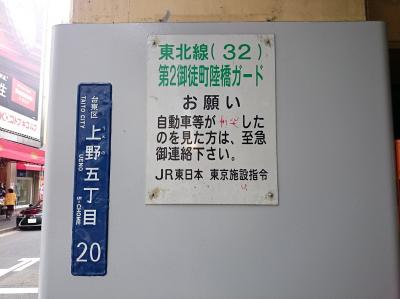 東北線(32)
第2御徒町陸橋ガード
お願い
自動車等がした
のを見た方は、至急
御連絡下さい。
JR東日本 東京施設指令
台東区
TAITO CITY
上野五丁目
UENO
5-CHOME
20